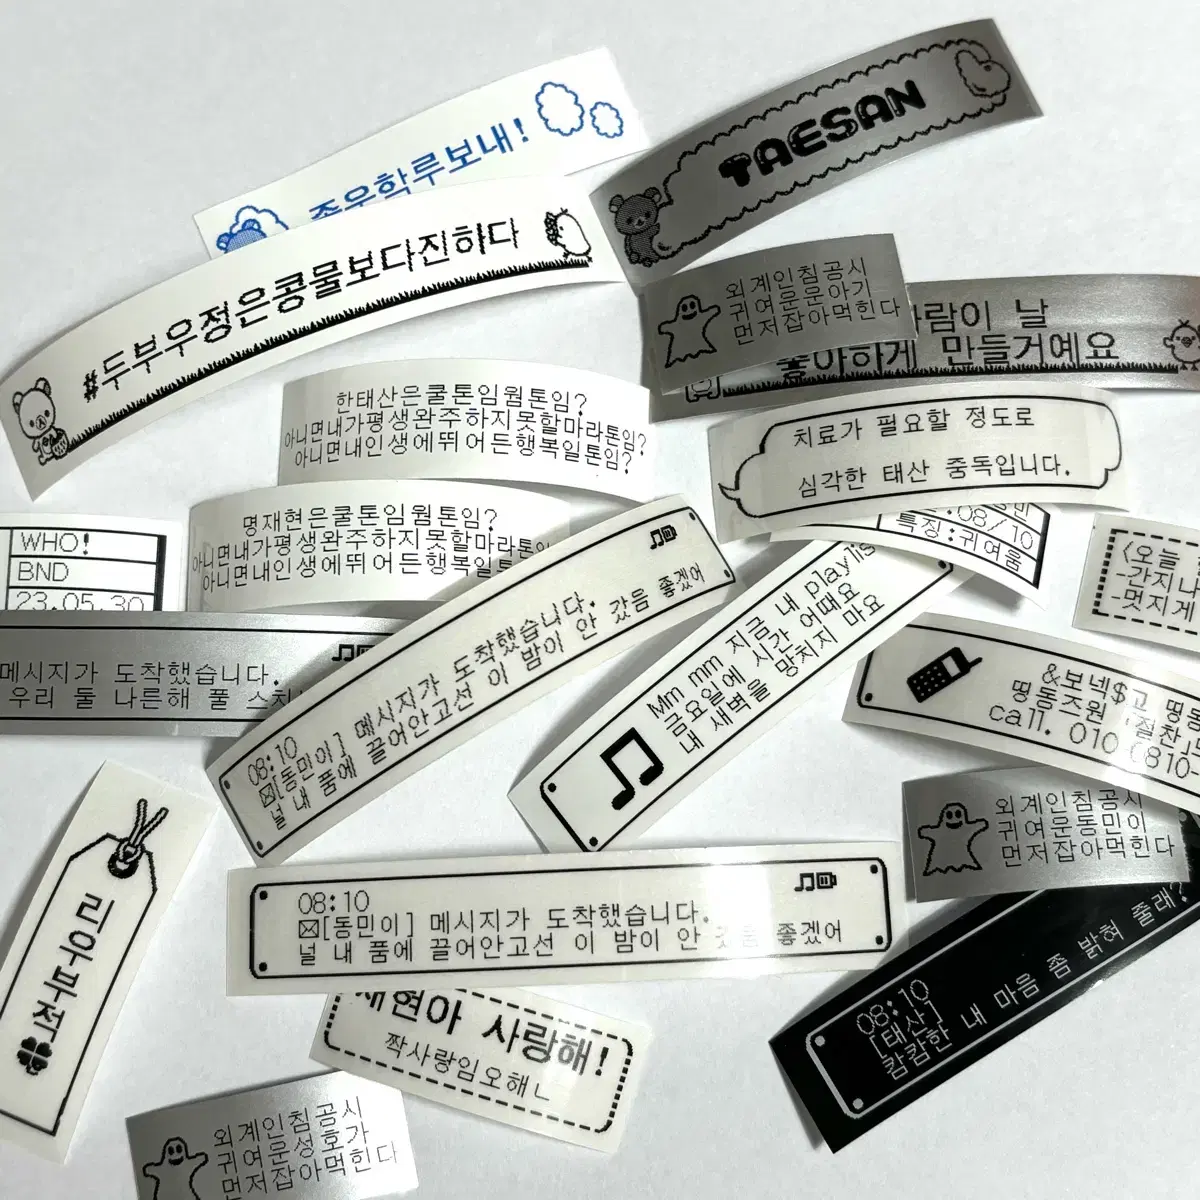 TAESAN
#두부우정은콩물보다진하다
외계인침공시
귀여운문아기
먼저잡아먹힌다
사람이 날
좋아하게 만들거예요
한태산은쿨톤임웜톤임?
아니면내가평생완주하지못할마라톤임?
아니면내인생에뛰어든행복일톤임?
치료가 필요할 정도로
심각한 태산 중독입니다.
명재현은쿨톤임웜톤임?
아니면내가평생완주하지못할마라톤임
아니면내인생에뛰어든행복일톤
:08/10
특징:귀여움
〈오늘
-간지나
-멋지게
WHO!
BND
23.05.30
메시지가 도착했습니다.
우리 둘 나른해 풀
08:10
[동민이] 메시지가 도착했습니다.
널 내 품에 끌어안고선 이 밤이 안 갔음 좋겠어
Mm mm 지금 내 playlis
금요일에 시간 어때요
내 새벽을 망치지 마요
&보넥$고 띵동
띵동즈원
call. 010-0810-
외계인침공시
귀여운동민이
먼저잡아먹힌다
리우파적
08:10
[동민이] 메시지가 도착했습니다.
널 내 품에 끌어안고선 이 밤이 안 좋겠어
08:10
[태산]
캄캄한 내 마음 좀 밝혀 줄래?
재현아 사랑해!
짝사랑임오해
외계인침공시
귀여운성호가
먼저잡아먹힌다